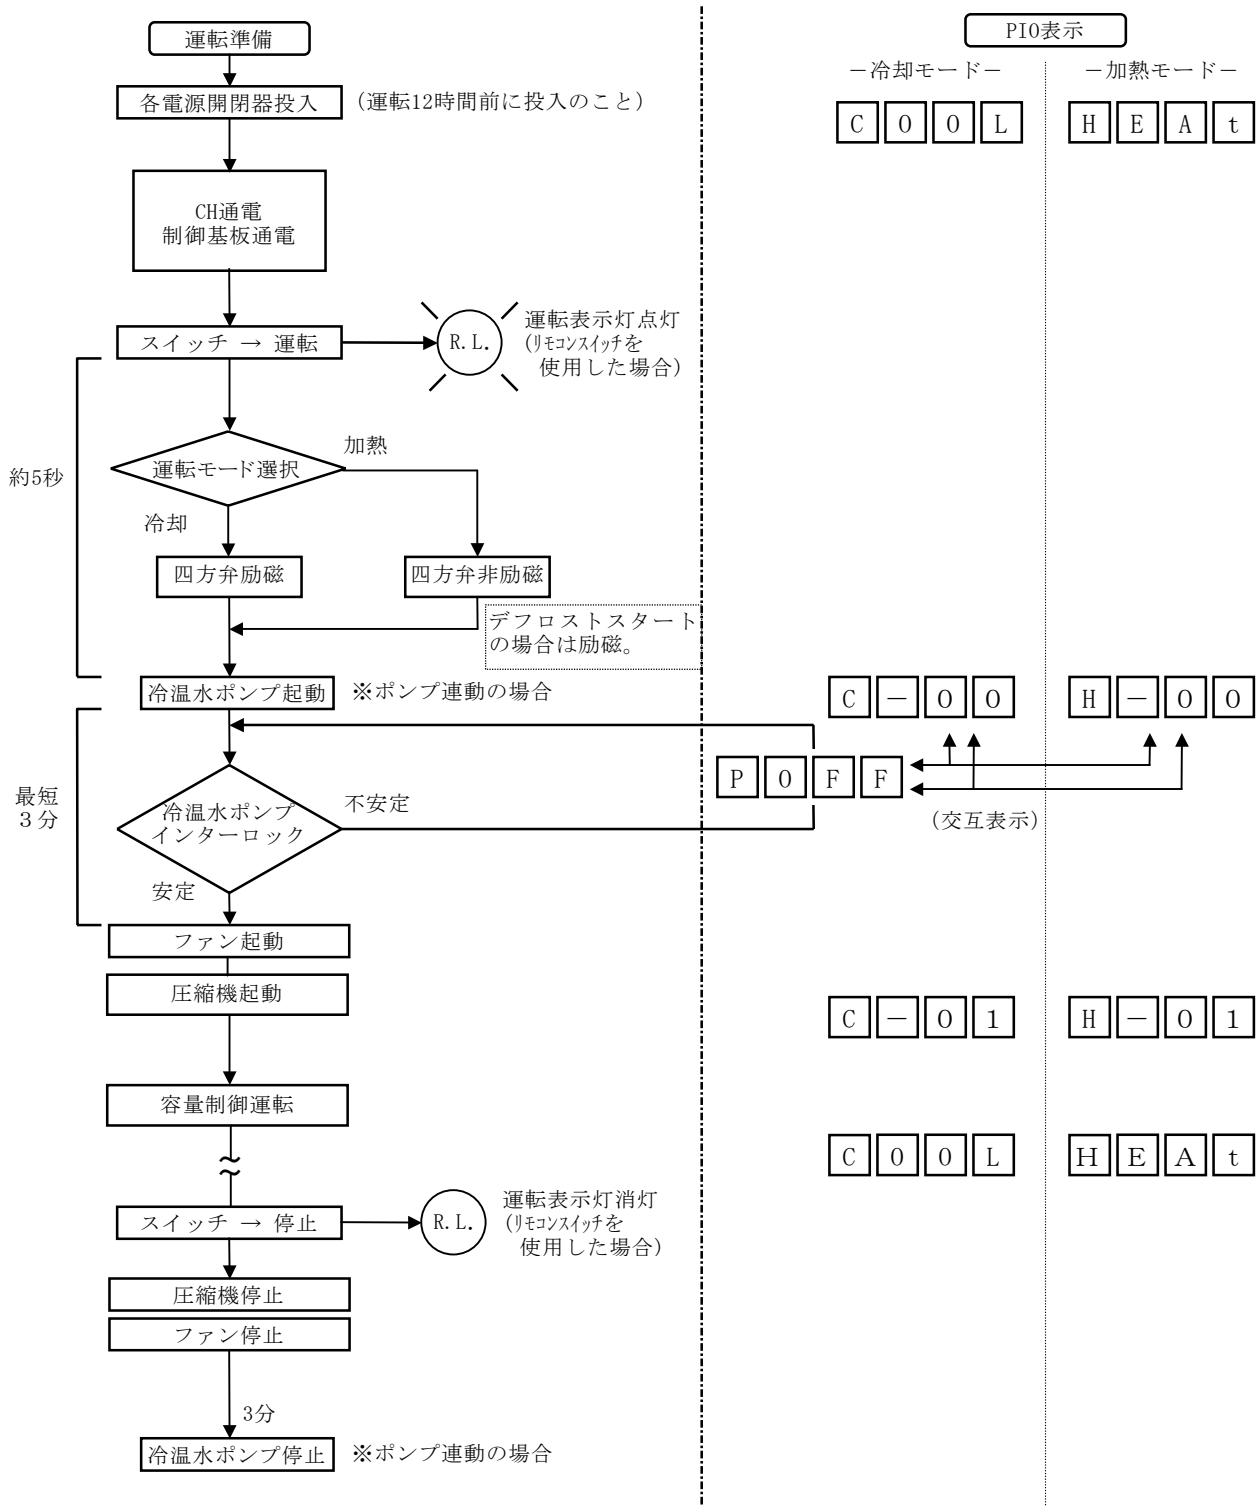 運転準備
PIO表示
－冷却モード－
－加熱モード－
各電源開閉器投入
(運転12時間前に投入のこと)
C O O L
H E A t
CH通電
制御基板通電
スイッチ → 運転
R.L.
運転表示灯点灯
(リモコンスイッチを
使用した場合)
約5秒
運転モード選択
加熱
冷却
四方弁励磁
四方弁非励磁
デフロストスタート
の場合は励磁。
冷温水ポンプ起動
※ポンプ連動の場合
C － 0 0
H － 0 0
最短
3分
冷温水ポンプ
インターロック
不安定
P O F F
(交互表示)
安定
ファン起動
圧縮機起動
C － 0 1
H － 0 1
容量制御運転
C O O L
H E A t
スイッチ → 停止
R.L.
運転表示灯消灯
(リモコンスイッチを
使用した場合)
圧縮機停止
ファン停止
3分
冷温水ポンプ停止
※ポンプ連動の場合